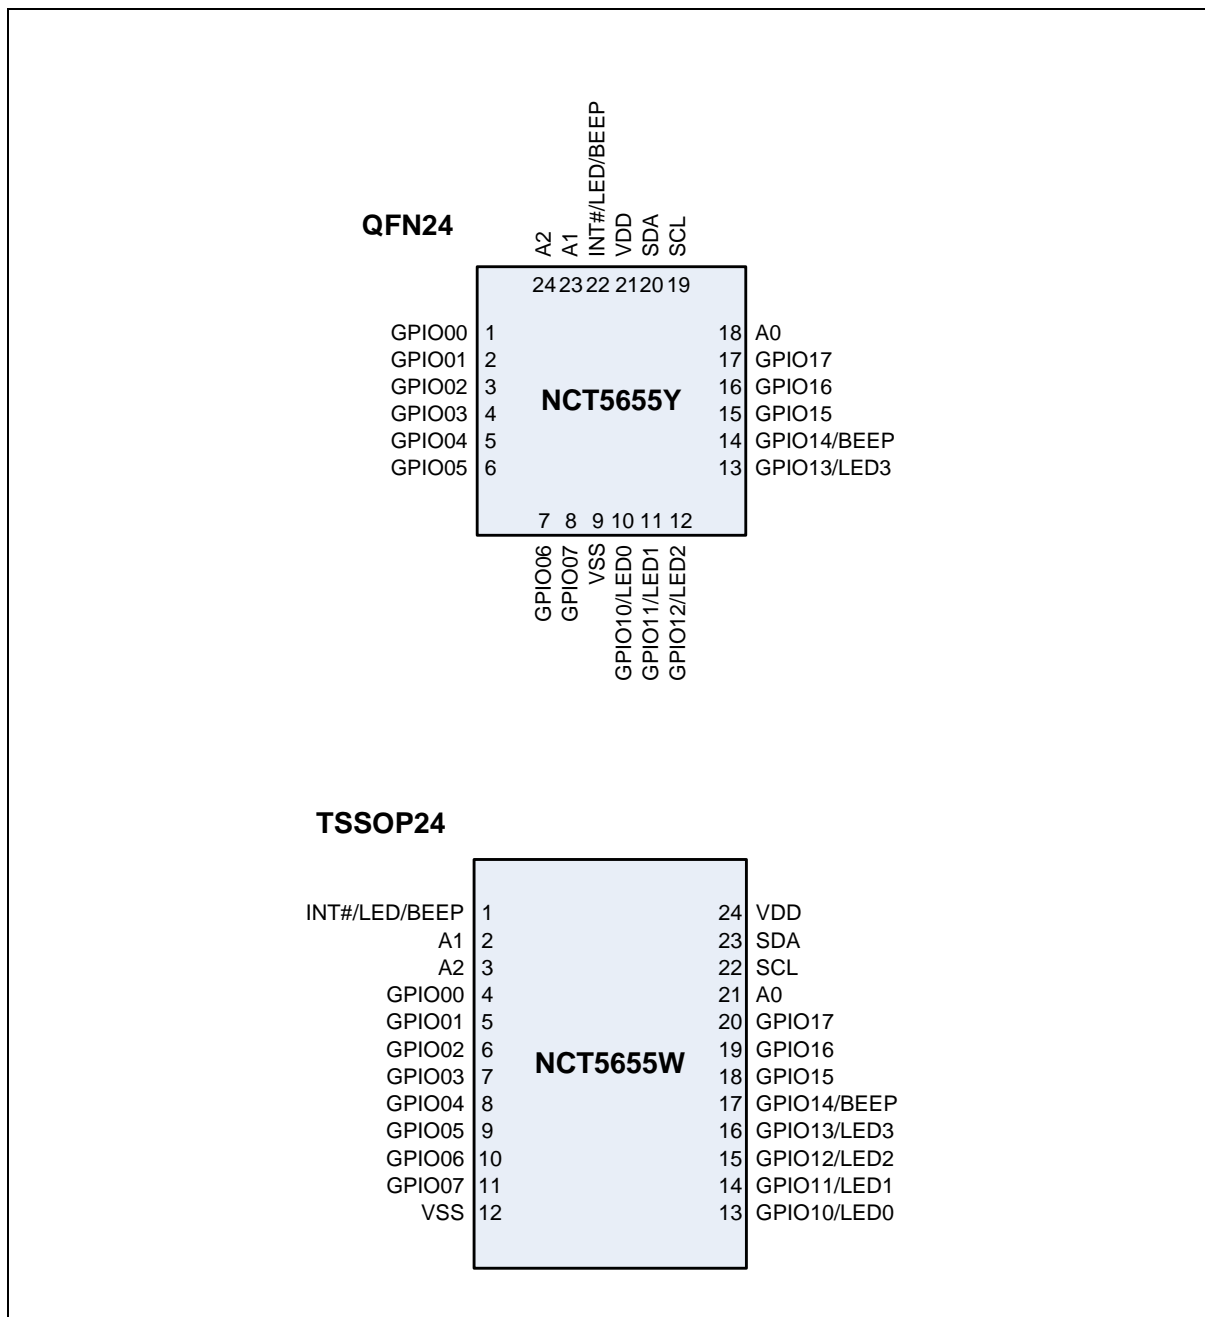 QFN24
A2
A1
INT#/LED/BEEP
VDD
SDA
SCL
24 23 22 21 20 19
GPIO00 1
GPIO01 2
GPIO02 3
GPIO03 4
GPIO04 5
GPIO05 6
NCT5655Y
18 A0
17 GPIO17
16 GPIO16
15 GPIO15
14 GPIO14/BEEP
13 GPIO13/LED3
7 8 9 10 11 12
GPIO06
GPIO07
VSS
GPIO10/LED0
GPIO11/LED1
GPIO12/LED2
TSSOP24
INT#/LED/BEEP 1
A1 2
A2 3
GPIO00 4
GPIO01 5
GPIO02 6
GPIO03 7
GPIO04 8
GPIO05 9
GPIO06 10
GPIO07 11
VSS 12
NCT5655W
24 VDD
23 SDA
22 SCL
21 A0
20 GPIO17
19 GPIO16
18 GPIO15
17 GPIO14/BEEP
16 GPIO13/LED3
15 GPIO12/LED2
14 GPIO11/LED1
13 GPIO10/LED0